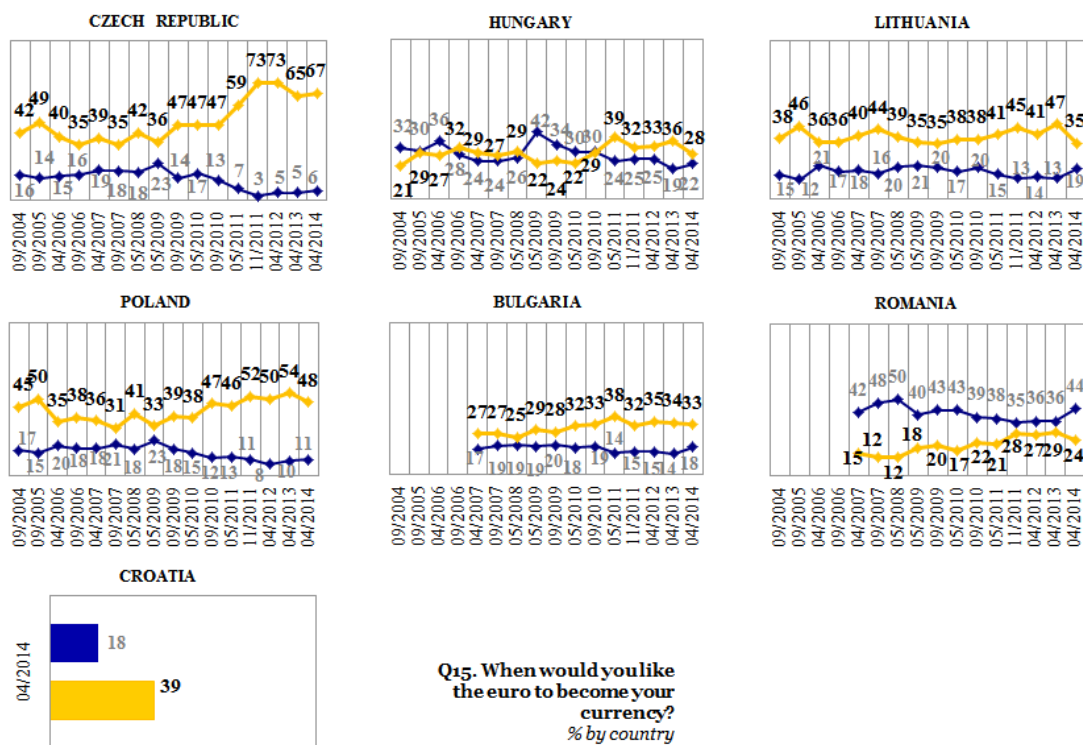 CZECH REPUBLIC
42 49 40 35 39 35 42 36 47 47 47 59 73 73 65 67
16 14 15 16 19 18 18 23 14 17 13 7 3 5 5 6
09/2004 09/2005 04/2006 09/2006 04/2007 09/2007 05/2008 05/2009 09/2009 05/2010 09/2010 05/2011 11/2011 04/2012 04/2013 04/2014
HUNGARY
32 30 36 28 24 24 26 42 34 30 30 24 25 25 19 22
21 29 27 32 29 27 29 22 24 22 29 39 32 33 36 28
09/2004 09/2005 04/2006 09/2006 04/2007 09/2007 05/2008 05/2009 09/2009 05/2010 09/2010 05/2011 11/2011 04/2012 04/2013 04/2014
LITHUANIA
38 46 36 36 40 44 39 35 35 38 38 41 45 41 47 35
15 12 21 17 18 16 20 21 20 17 20 15 13 14 13 19
09/2004 09/2005 04/2006 09/2006 04/2007 09/2007 05/2008 05/2009 09/2009 05/2010 09/2010 05/2011 11/2011 04/2012 04/2013 04/2014
POLAND
45 50 35 38 36 31 41 33 39 38 47 46 52 50 54 48
17 15 20 18 18 21 18 23 18 15 12 13 11 8 10 11
09/2004 09/2005 04/2006 09/2006 04/2007 09/2007 05/2008 05/2009 09/2009 05/2010 09/2010 05/2011 11/2011 04/2012 04/2013 04/2014
BULGARIA
27 27 25 29 28 32 33 38 32 35 34 33
17 19 19 19 20 18 19 14 15 15 14 18
09/2004 09/2005 04/2006 09/2006 04/2007 09/2007 05/2008 05/2009 09/2009 05/2010 09/2010 05/2011 11/2011 04/2012 04/2013 04/2014
ROMANIA
42 48 50 40 43 43 39 38 35 36 36 44
15 12 12 18 20 17 22 21 28 27 29 24
09/2004 09/2005 04/2006 09/2006 04/2007 09/2007 05/2008 05/2009 09/2009 05/2010 09/2010 05/2011 11/2011 04/2012 04/2013 04/2014
CROATIA
04/2014
18
39
Q15. When would you like
the euro to become your
currency?
% by country